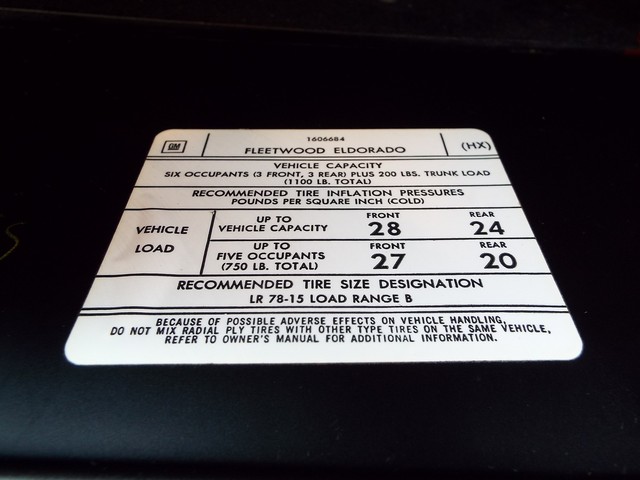 GM
1606684
FLEETWOOD ELDORADO
(HX)
VEHICLE CAPACITY
SIX OCCUPANTS (3 FRONT, 3 REAR) PLUS 200 LBS. TRUNK LOAD
(1100 LB. TOTAL)
RECOMMENDED TIRE INFLATION PRESSURES
POUNDS PER SQUARE INCH (COLD)
VEHICLE
LOAD
UP TO
VEHICLE CAPACITY
FRONT
28
REAR
24
UP TO
FIVE OCCUPANTS
(750 LB. TOTAL)
FRONT
27
REAR
20
RECOMMENDED TIRE SIZE DESIGNATION
LR 78-15 LOAD RANGE B
BECAUSE OF POSSIBLE ADVERSE EFFECTS ON VEHICLE HANDLING,
DO NOT MIX RADIAL PLY TIRES WITH OTHER TYPE TIRES ON THE SAME VEHICLE,
REFER TO OWNER'S MANUAL FOR ADDITIONAL INFORMATION.